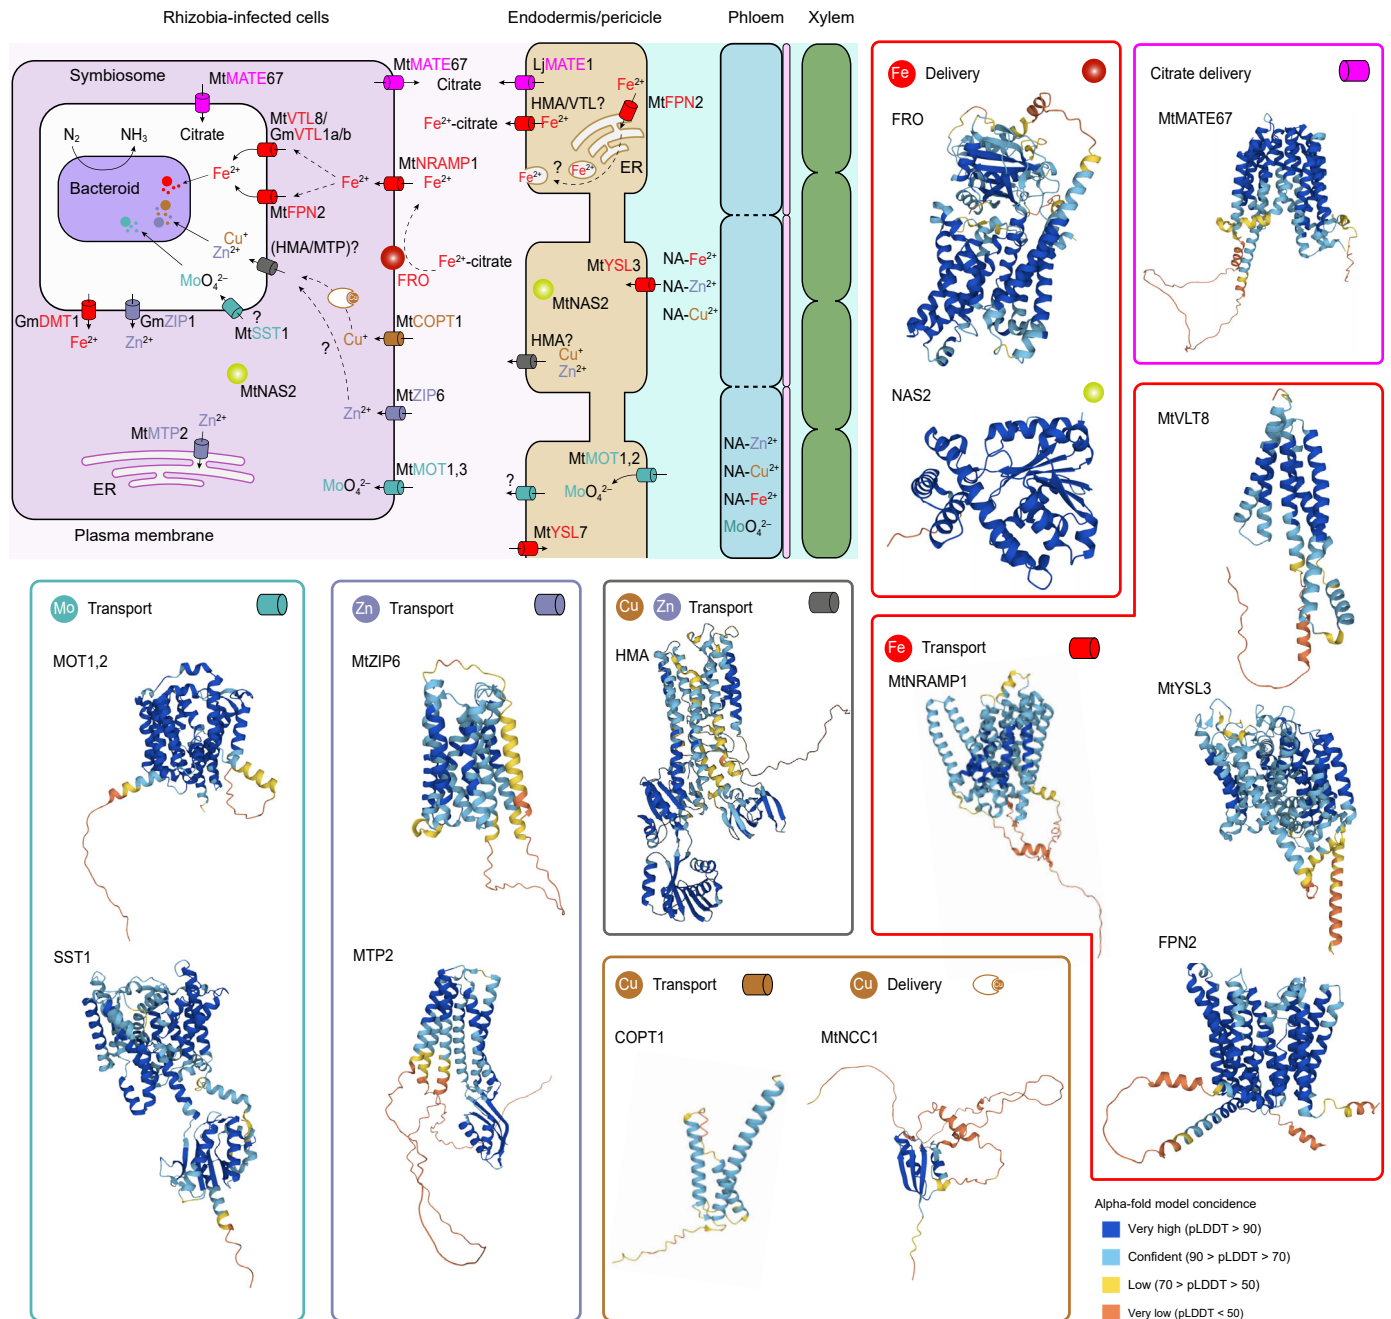 Rhizobia-infected cells
Endodermis/pericicle
Phloem
Xylem
Symbiosome
MtMATE67
Citrate
N₂
NH₃
Bacteroid
MtVTL8/
GmVTL1a/b
Fe²⁺
MtFPN2
Fe²⁺
Cu⁺
Zn²⁺
(HMA/MTP)?
MoO₄²⁻
?
MtSST1
GmDMT1
Fe²⁺
GmZIP1
Zn²⁺
MtNAS2
MtMTP2
Zn²⁺
ER
Plasma membrane
MtMATE67
Citrate
Fe²⁺-citrate
MtNRAMP1
Fe²⁺
Fe²⁺-citrate
FRO
Cu
MtCOPT1
Cu⁺
?
MtZIP6
Zn²⁺
MtMOT1,3
MoO₄²⁻
LjMATE1
HMA/VTL?
Fe²⁺
Fe²⁺
MtFPN2
ER
Fe²⁺
?
Fe²⁺
MtYSL3
MtNAS2
NA-Fe²⁺
NA-Zn²⁺
NA-Cu²⁺
HMA?
Cu⁺
Zn²⁺
MtMOT1,2
MoO₄²⁻
?
MtYSL7
NA-Zn²⁺
NA-Cu²⁺
NA-Fe²⁺
MoO₄²⁻
Fe Delivery
FRO
NAS2
Citrate delivery
MtMATE67
Fe Transport
MtNRAMP1
MtVLT8
MtYSL3
FPN2
Mo Transport
MOT1,2
SST1
Zn Transport
MtZIP6
MTP2
Cu Zn Transport
HMA
Cu Transport
COPT1
Cu Delivery
Cu
MtNCC1
Alpha-fold model concidence
Very high (pLDDT > 90)
Confident (90 > pLDDT > 70)
Low (70 > pLDDT > 50)
Very low (pLDDT < 50)